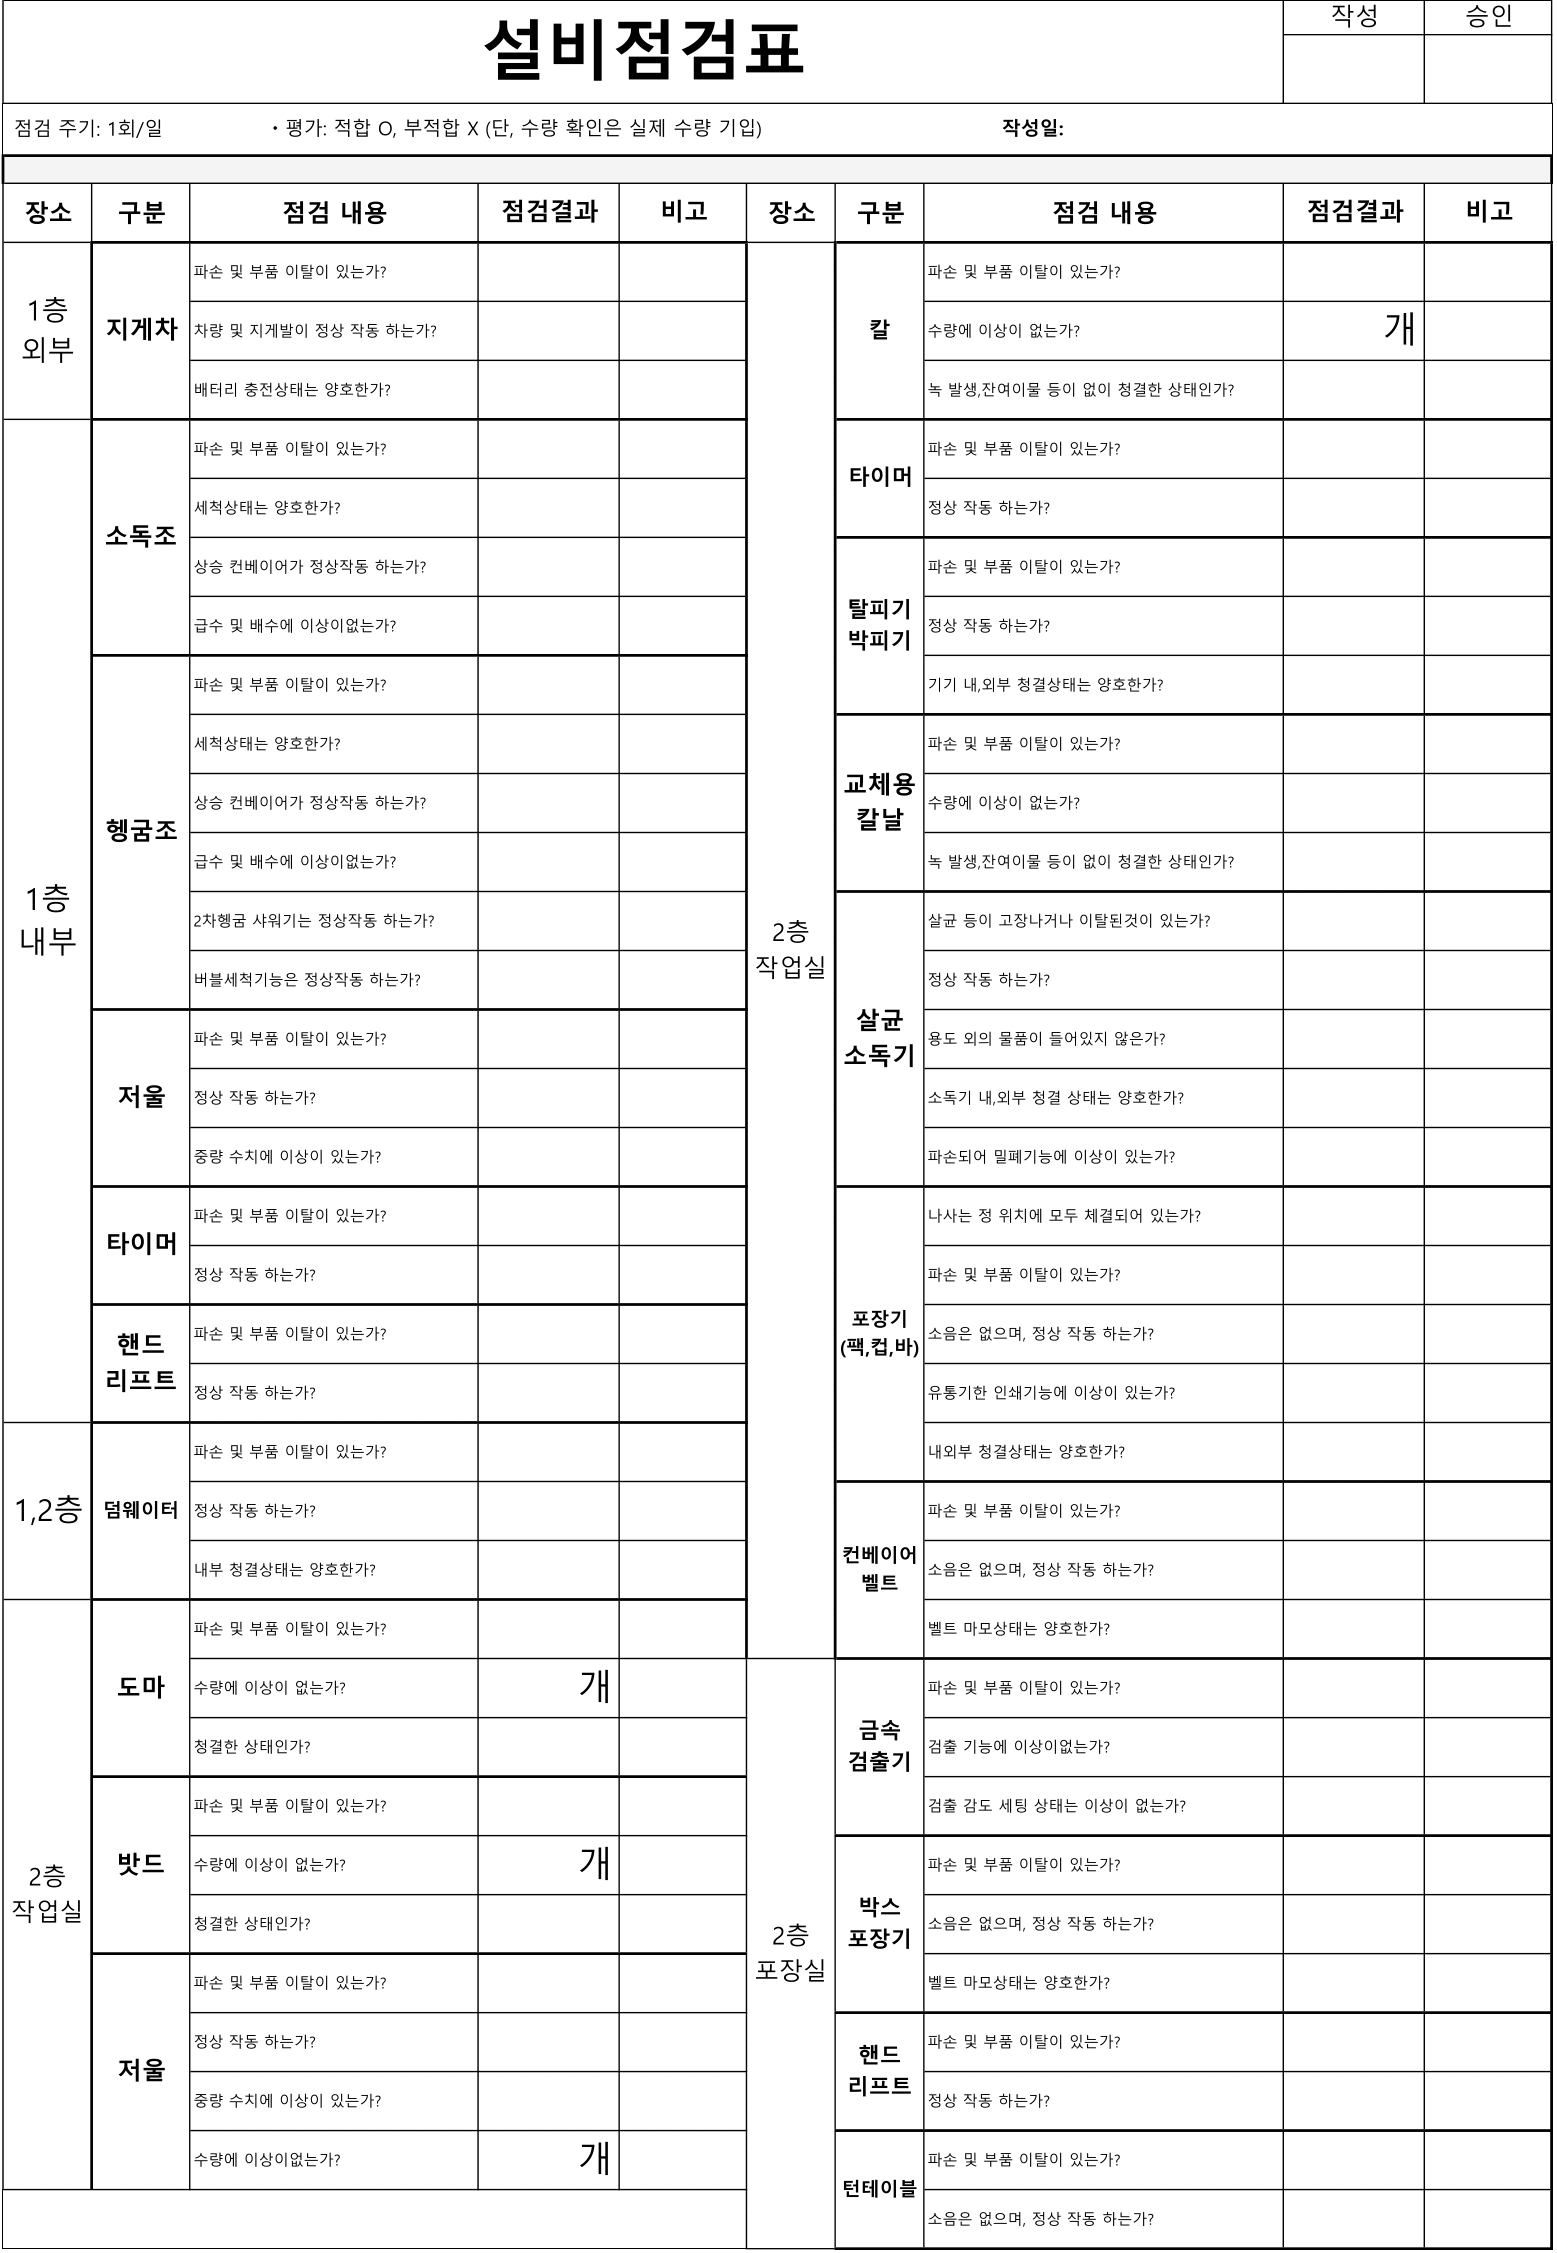 설비점검표
작성 승인
점검 주기: 1회/일 ・평가: 적합 O, 부적합 X (단, 수량 확인은 실제 수량 기입) 작성일:
장소 구분 점검 내용 점검결과 비고
1층
외부
지게차
파손 및 부품 이탈이 있는가?
차량 및 지게발이 정상 작동 하는가?
배터리 충전상태는 양호한가?
1층
내부
소독조
파손 및 부품 이탈이 있는가?
세척상태는 양호한가?
상승 컨베이어가 정상작동 하는가?
급수 및 배수에 이상이없는가?
헹굼조
파손 및 부품 이탈이 있는가?
세척상태는 양호한가?
상승 컨베이어가 정상작동 하는가?
급수 및 배수에 이상이없는가?
2차헹굼 샤워기는 정상작동 하는가?
버블세척기능은 정상작동 하는가?
저울
파손 및 부품 이탈이 있는가?
정상 작동 하는가?
중량 수치에 이상이 있는가?
타이머
파손 및 부품 이탈이 있는가?
정상 작동 하는가?
핸드
리프트
파손 및 부품 이탈이 있는가?
정상 작동 하는가?
1,2층
덤웨이터
파손 및 부품 이탈이 있는가?
정상 작동 하는가?
내부 청결상태는 양호한가?
2층
작업실
도마
파손 및 부품 이탈이 있는가?
수량에 이상이 없는가? 개
청결한 상태인가?
밧드
파손 및 부품 이탈이 있는가?
수량에 이상이 없는가? 개
청결한 상태인가?
저울
파손 및 부품 이탈이 있는가?
정상 작동 하는가?
중량 수치에 이상이 있는가?
수량에 이상이없는가? 개
장소 구분 점검 내용 점검결과 비고
2층
작업실
칼
파손 및 부품 이탈이 있는가?
수량에 이상이 없는가? 개
녹 발생,잔여이물 등이 없이 청결한 상태인가?
타이머
파손 및 부품 이탈이 있는가?
정상 작동 하는가?
탈피기
박피기
파손 및 부품 이탈이 있는가?
정상 작동 하는가?
기기 내,외부 청결상태는 양호한가?
교체용
칼날
파손 및 부품 이탈이 있는가?
수량에 이상이 없는가?
녹 발생,잔여이물 등이 없이 청결한 상태인가?
살균
소독기
살균 등이 고장나거나 이탈된것이 있는가?
정상 작동 하는가?
용도 외의 물품이 들어있지 않은가?
소독기 내,외부 청결 상태는 양호한가?
파손되어 밀폐기능에 이상이 있는가?
포장기
(팩,컵,바)
나사는 정 위치에 모두 체결되어 있는가?
파손 및 부품 이탈이 있는가?
소음은 없으며, 정상 작동 하는가?
유통기한 인쇄기능에 이상이 있는가?
내외부 청결상태는 양호한가?
컨베이어
벨트
파손 및 부품 이탈이 있는가?
소음은 없으며, 정상 작동 하는가?
벨트 마모상태는 양호한가?
2층
포장실
금속
검출기
파손 및 부품 이탈이 있는가?
검출 기능에 이상이없는가?
검출 감도 세팅 상태는 이상이 없는가?
박스
포장기
파손 및 부품 이탈이 있는가?
소음은 없으며, 정상 작동 하는가?
벨트 마모상태는 양호한가?
핸드
리프트
파손 및 부품 이탈이 있는가?
정상 작동 하는가?
턴테이블
파손 및 부품 이탈이 있는가?
소음은 없으며, 정상 작동 하는가?